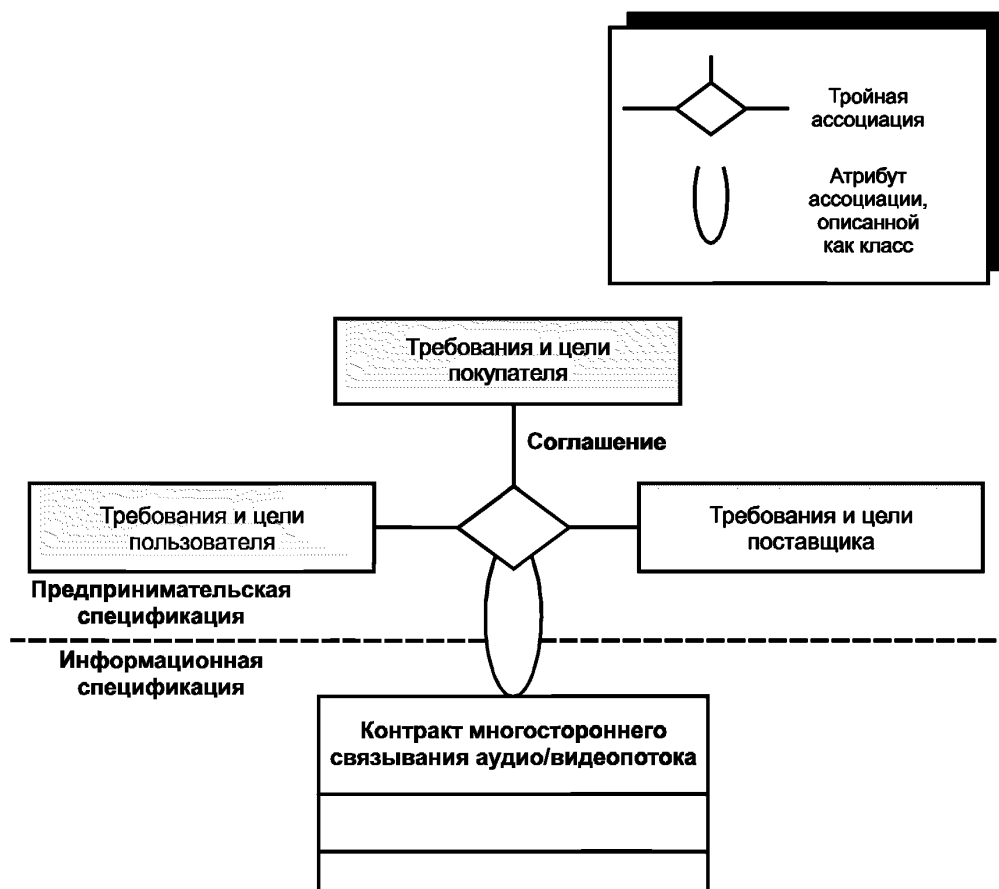 Тройная
ассоциация
Атрибут
ассоциации,
описанной
как класс
Требования и цели
покупателя
Соглашение
Требования и цели
пользователя
Требования и цели
поставщика
Предпринимательская
спецификация
Информационная
спецификация
Контракт многостороннего
связывания аудио/видеопотока